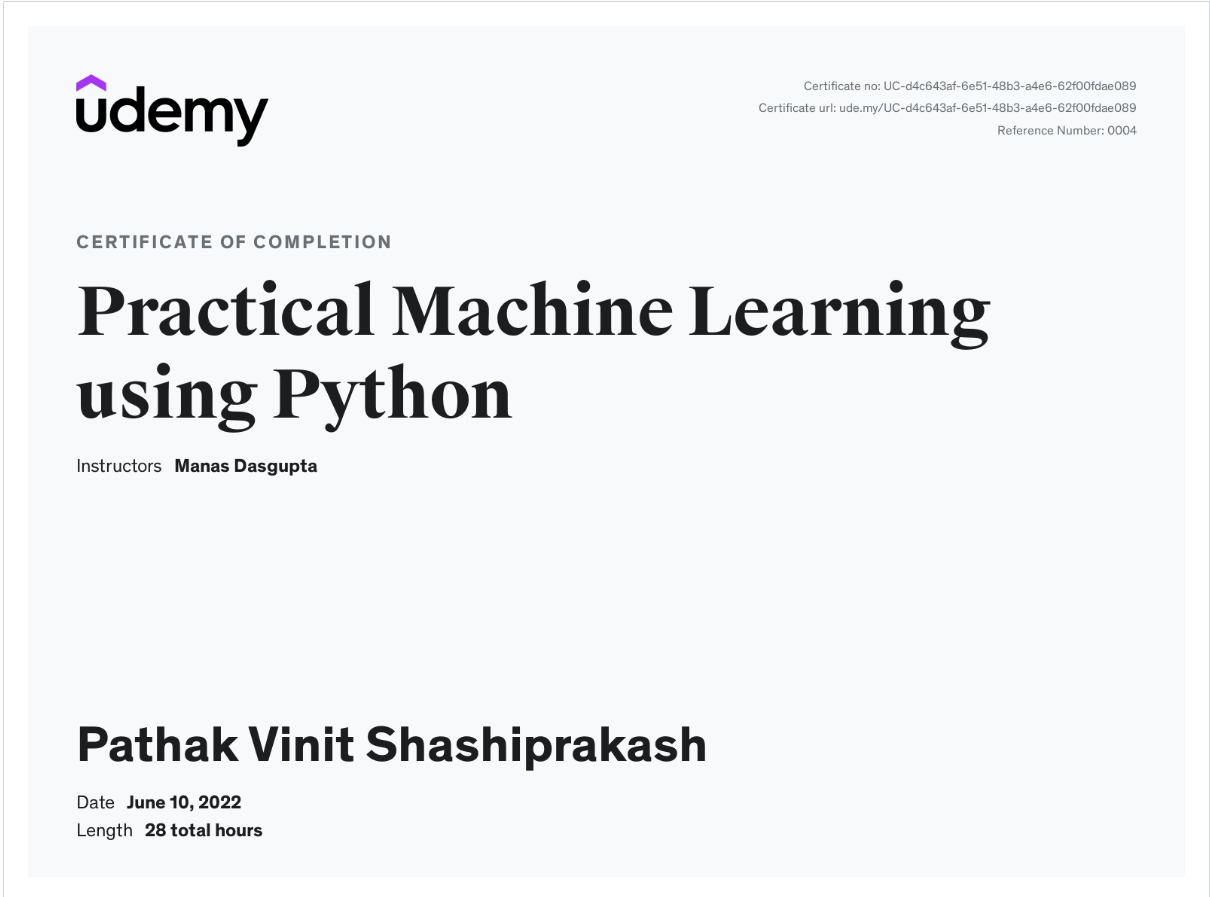 udemy
Certificate no: UC-d4c643af-6e51-48b3-a4e6-62f00fdae089
Certificate url: ude.my/UC-d4c643af-6e51-48b3-a4e6-62f00fdae089
Reference Number: 0004
CERTIFICATE OF COMPLETION
Practical Machine Learning
using Python
Instructors Manas Dasgupta
Pathak Vinit Shashiprakash
Date June 10, 2022
Length 28 total hours